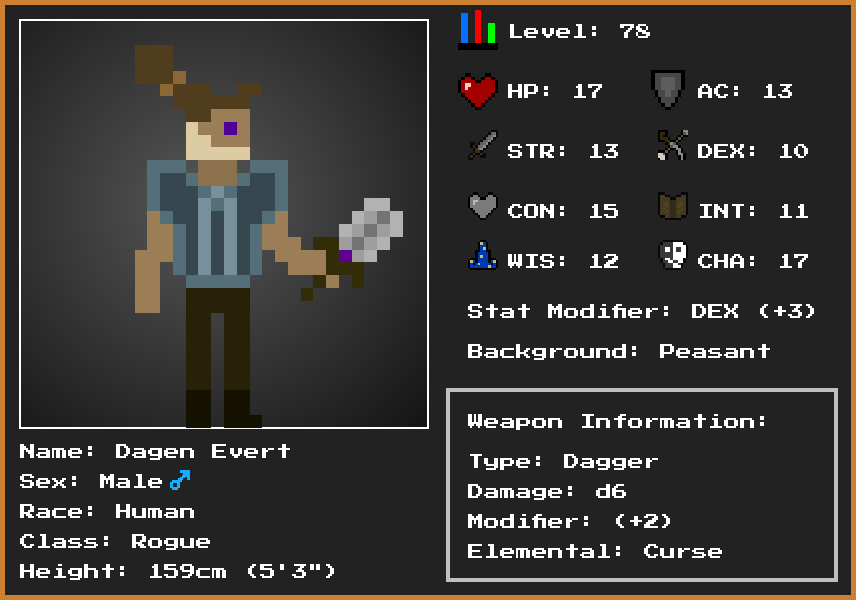 Level: 78
HP: 17
AC: 13
STR: 13
DEX: 10
CON: 15
INT: 11
WIS: 12
CHA: 17
Stat Modifier: DEX (+3)
Background: Peasant
Name: Dagen Evert
Sex: Male ♂
Race: Human
Class: Rogue
Height: 159cm (5'3")
Weapon Information:
Type: Dagger
Damage: d6
Modifier: (+2)
Elemental: Curse